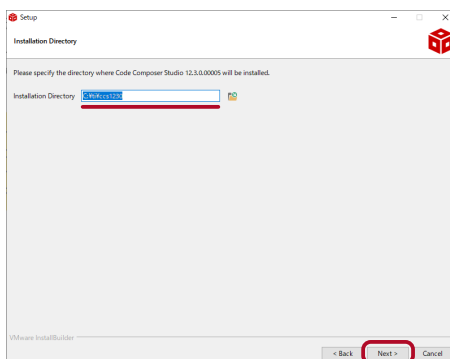 Setup
Installation Directory
Please specify the directory where Code Composer Studio 12.3.0.00005 will be installed.
Installation Directory C:¥ti¥ccs1230
VMware InstallBuilder
< Back Next > Cancel